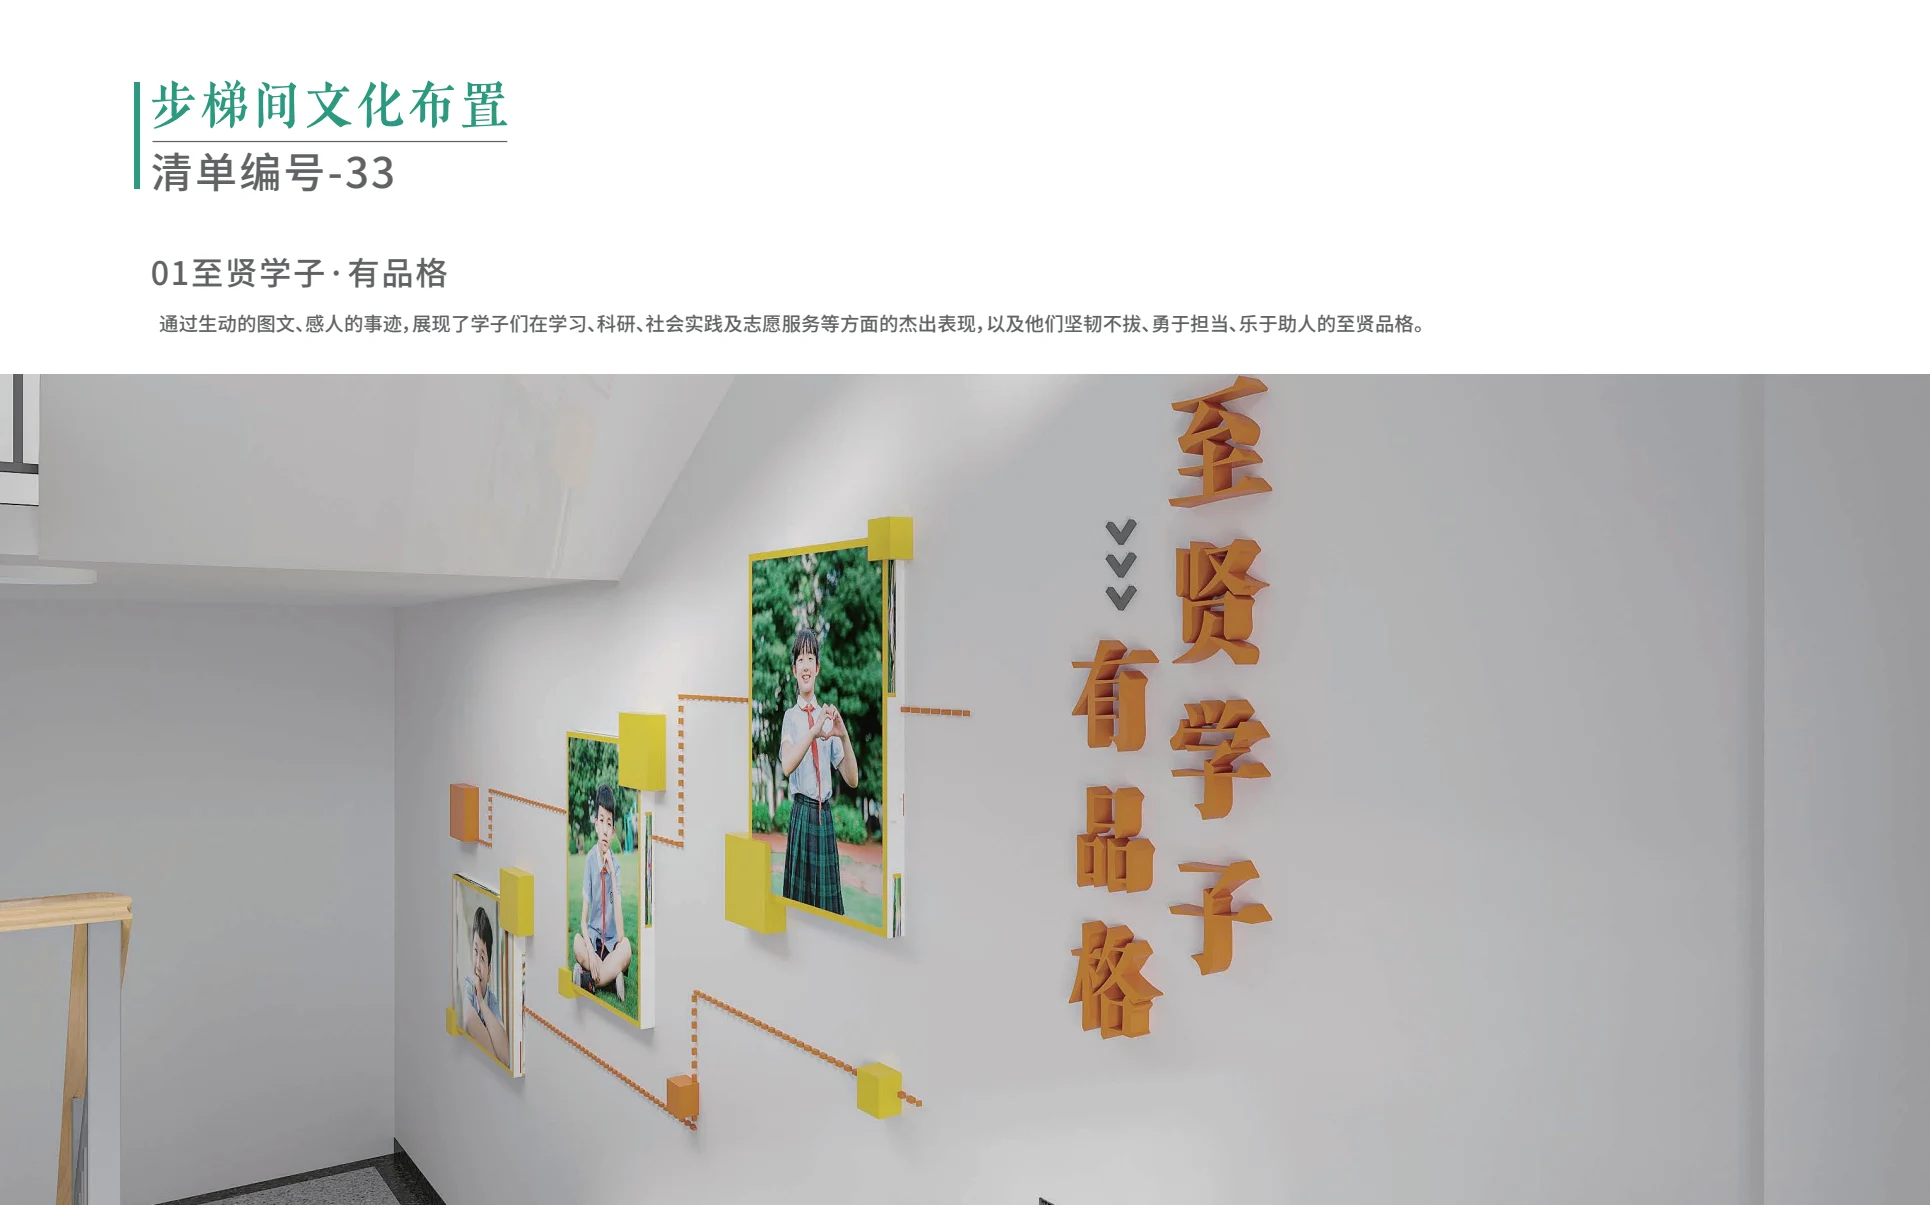 步梯间文化布置
清单编号-33
01至贤学子·有品格
通过生动的图文、感人的事迹,展现了学子们在学习、科研、社会实践及志愿服务等方面的杰出表现,以及他们坚韧不拔、勇于担当、乐于助人的至贤品格。
至贤学子
有品格